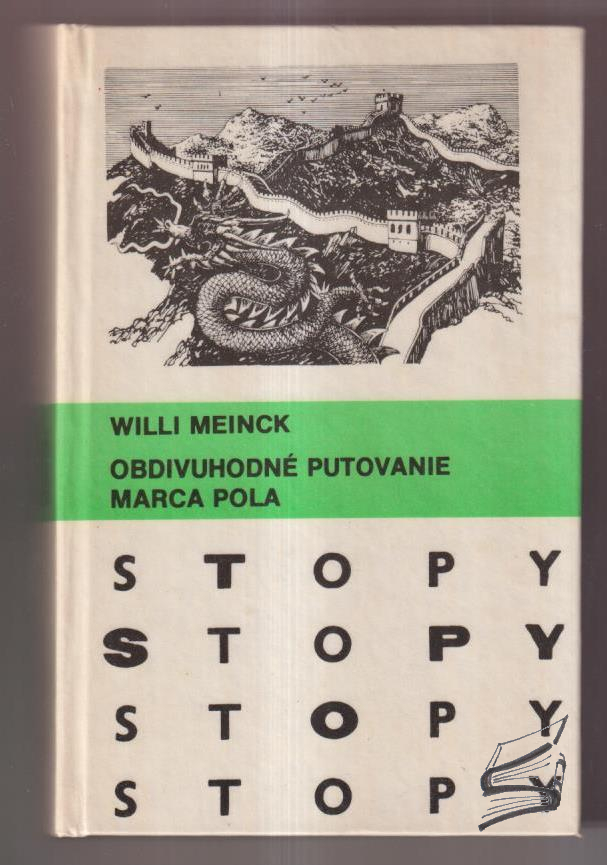 WILLI MEINCK
OBDIVUHODNÉ PUTOVANIE
MARCA POLA
STOPY
STOPY
STOPY
STOPY